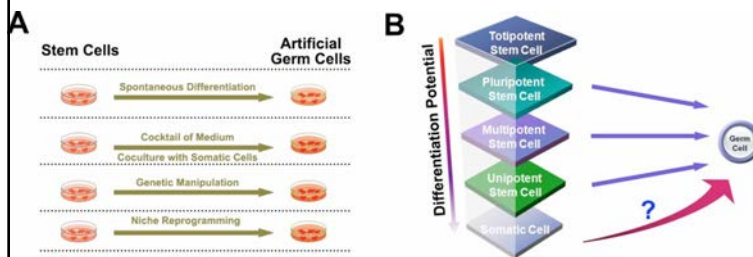 A
Stem Cells
Artificial
Germ Cells
Spontaneous Differentiation
Cocktail of Medium
Coculture with Somatic Cells
Genetic Manipulation
Niche Reprogramming
B
Differentiation Potential
Totipotent
Stem Cell
Pluripotent
Stem Cell
Multipotent
Stem Cell
Unipotent
Stem Cell
Somatic Cell
?
Germ
Cell